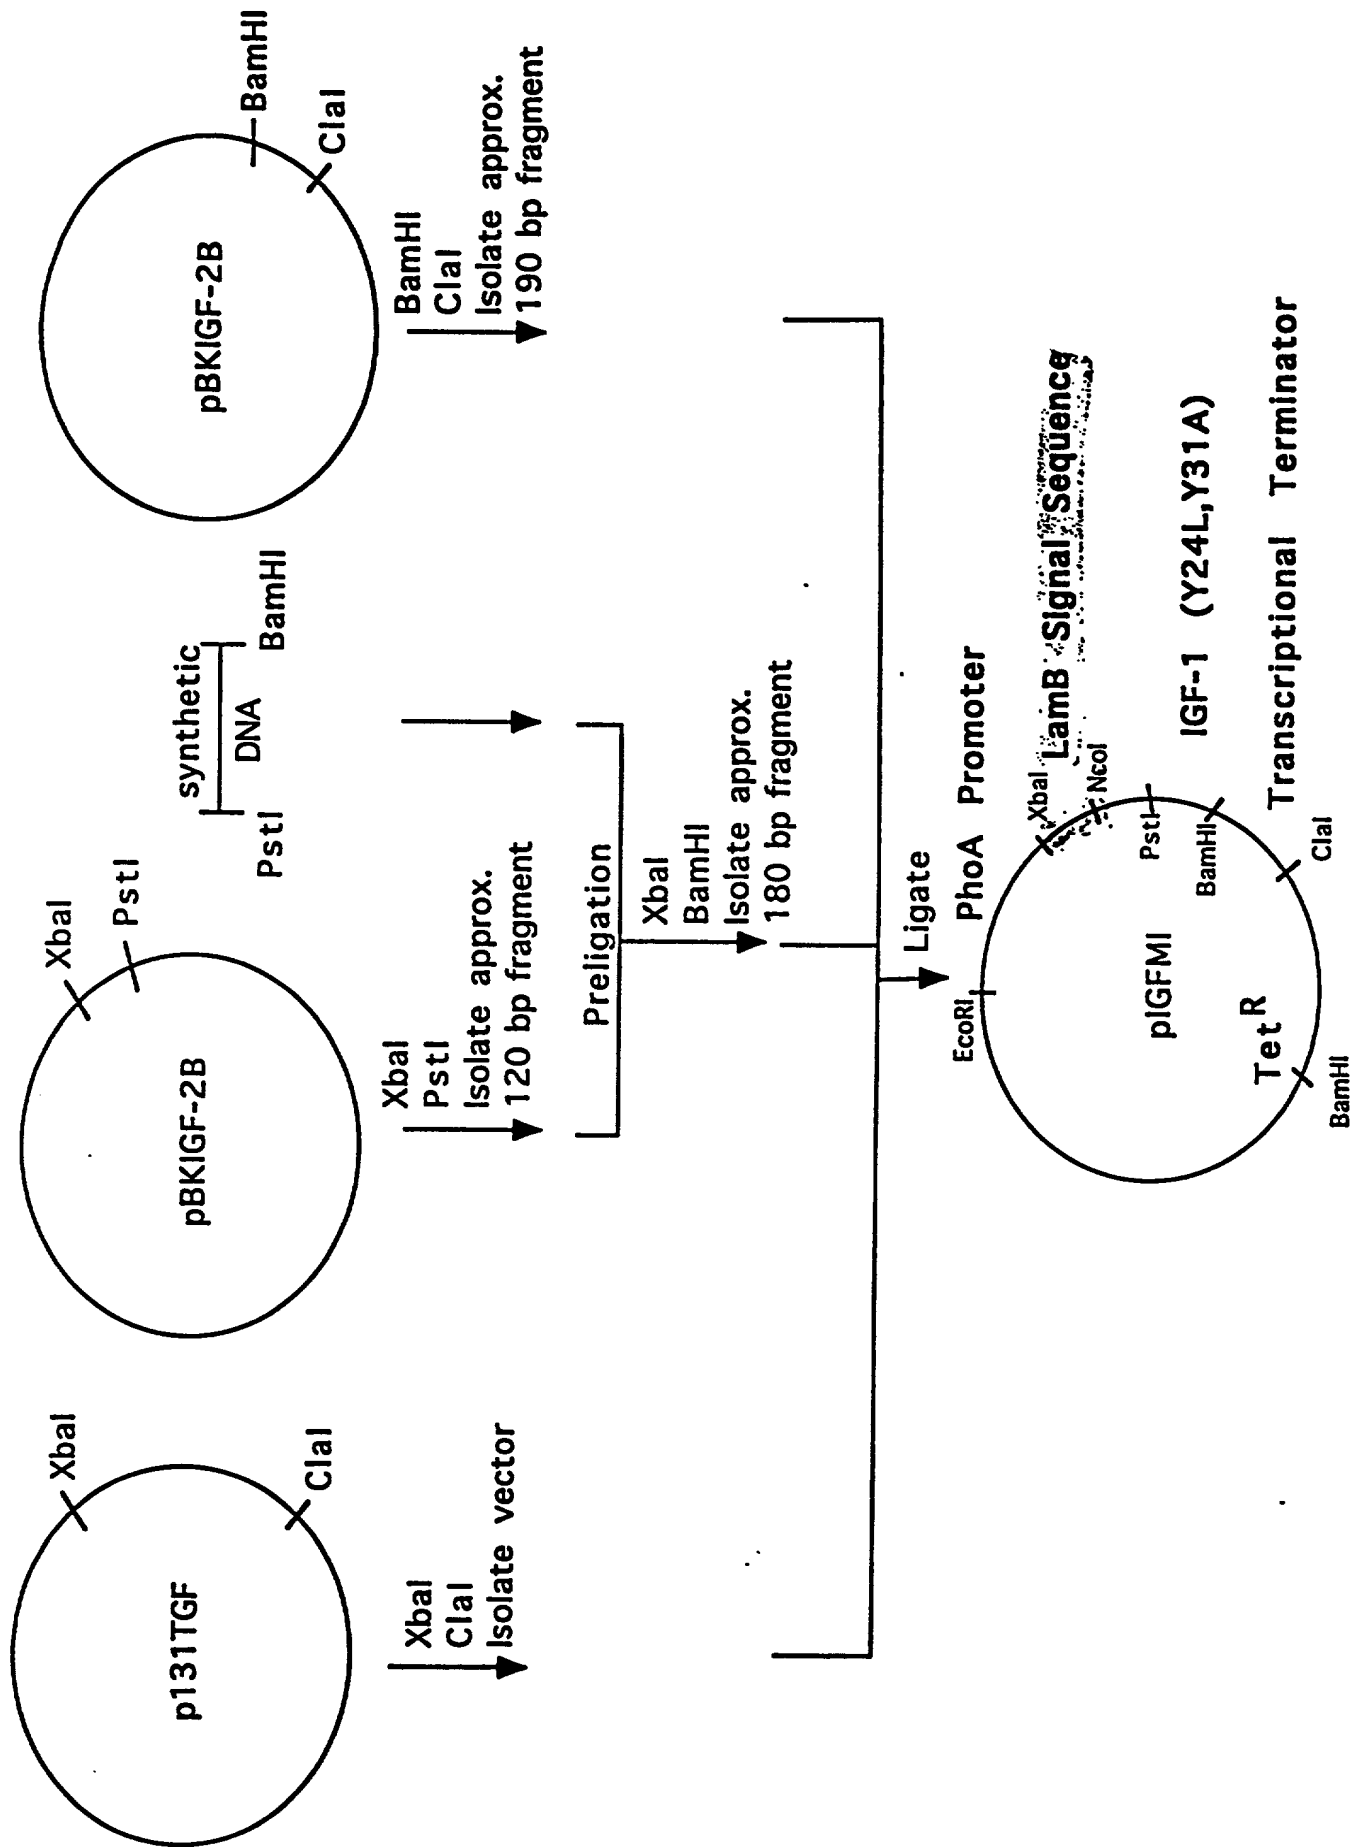 p131TGF
XbaI
ClaI
XbaI
ClaI
Isolate vector
pBKIGF-2B
XbaI
PstI
XbaI
PstI
Isolate approx.
120 bp fragment
synthetic
DNA
PstI
BamHI
pBKIGF-2B
BamHI
ClaI
BamHI
ClaI
Isolate approx.
190 bp fragment
Preligation
XbaI
BamHI
Isolate approx.
180 bp fragment
Ligate
EcoRI
PhoA Promoter
XbaI
LamB Signal Sequence
NcoI
PstI
IGF-1 (Y24L,Y31A)
BamHI
Transcriptional Terminator
ClaI
pIGFMI
Tet^R
BamHI